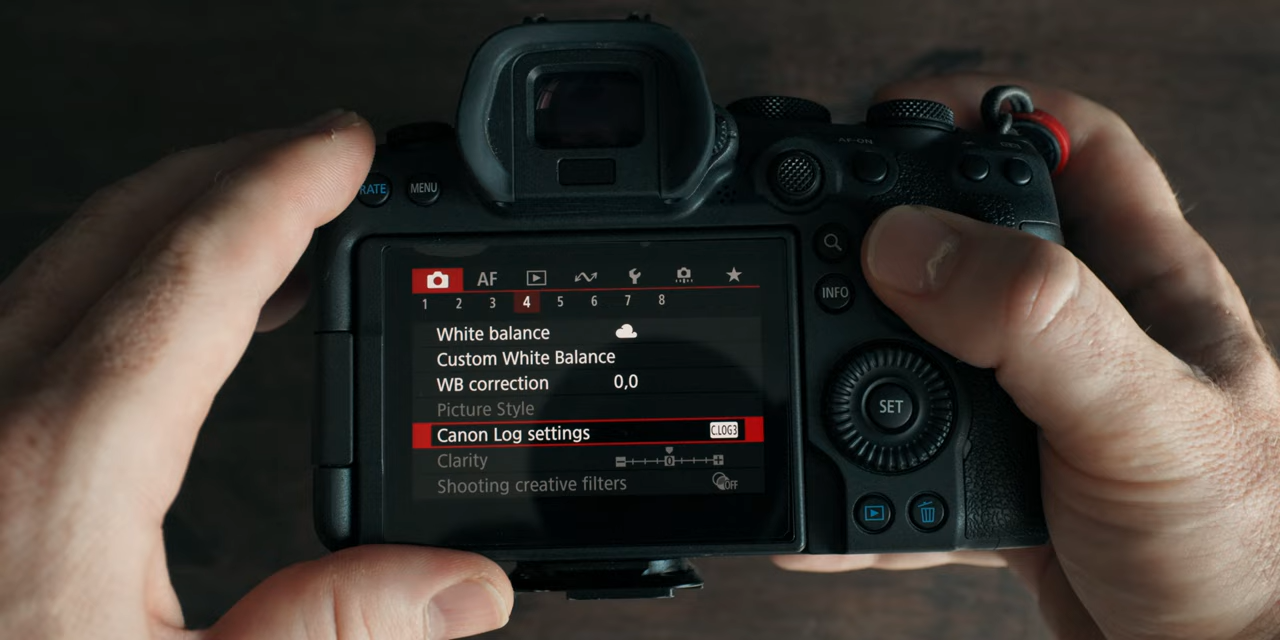 AF-ON
RATE
MENU
AF
1 2 3 4 5 6 7 8
INFO
White balance
Custom White Balance
WB correction 0,0
Picture Style
Canon Log settings C.LOG3
SET
Clarity 0
Shooting creative filters OFF